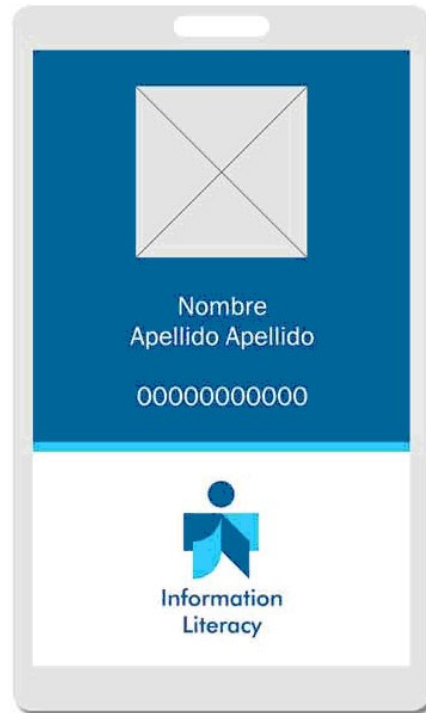 Nombre
Apellido Apellido
00000000000
Information
Literacy